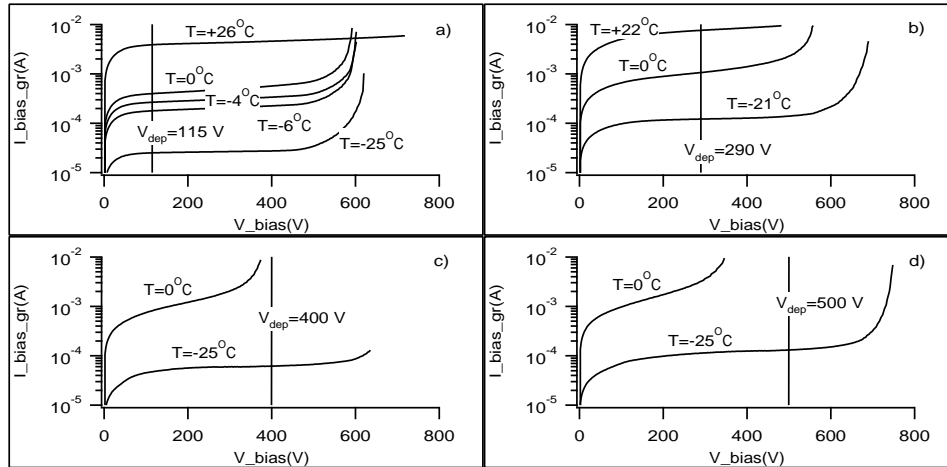 a)
I_bias_gr(A)
10⁻²
10⁻³
10⁻⁴
10⁻⁵
T=+26°C
T=0°C
T=-4°C
T=-6°C
T=-25°C
V_dep=115 V
0 200 400 600 800
V_bias(V)
b)
I_bias_gr(A)
10⁻²
10⁻³
10⁻⁴
10⁻⁵
T=+22°C
T=0°C
T=-21°C
V_dep=290 V
0 200 400 600 800
V_bias(V)
c)
I_bias_gr(A)
10⁻²
10⁻³
10⁻⁴
10⁻⁵
T=0°C
V_dep=400 V
T=-25°C
0 200 400 600 800
V_bias(V)
d)
I_bias_gr(A)
10⁻²
10⁻³
10⁻⁴
10⁻⁵
T=0°C
V_dep=500 V
T=-25°C
0 200 400 600 800
V_bias(V)